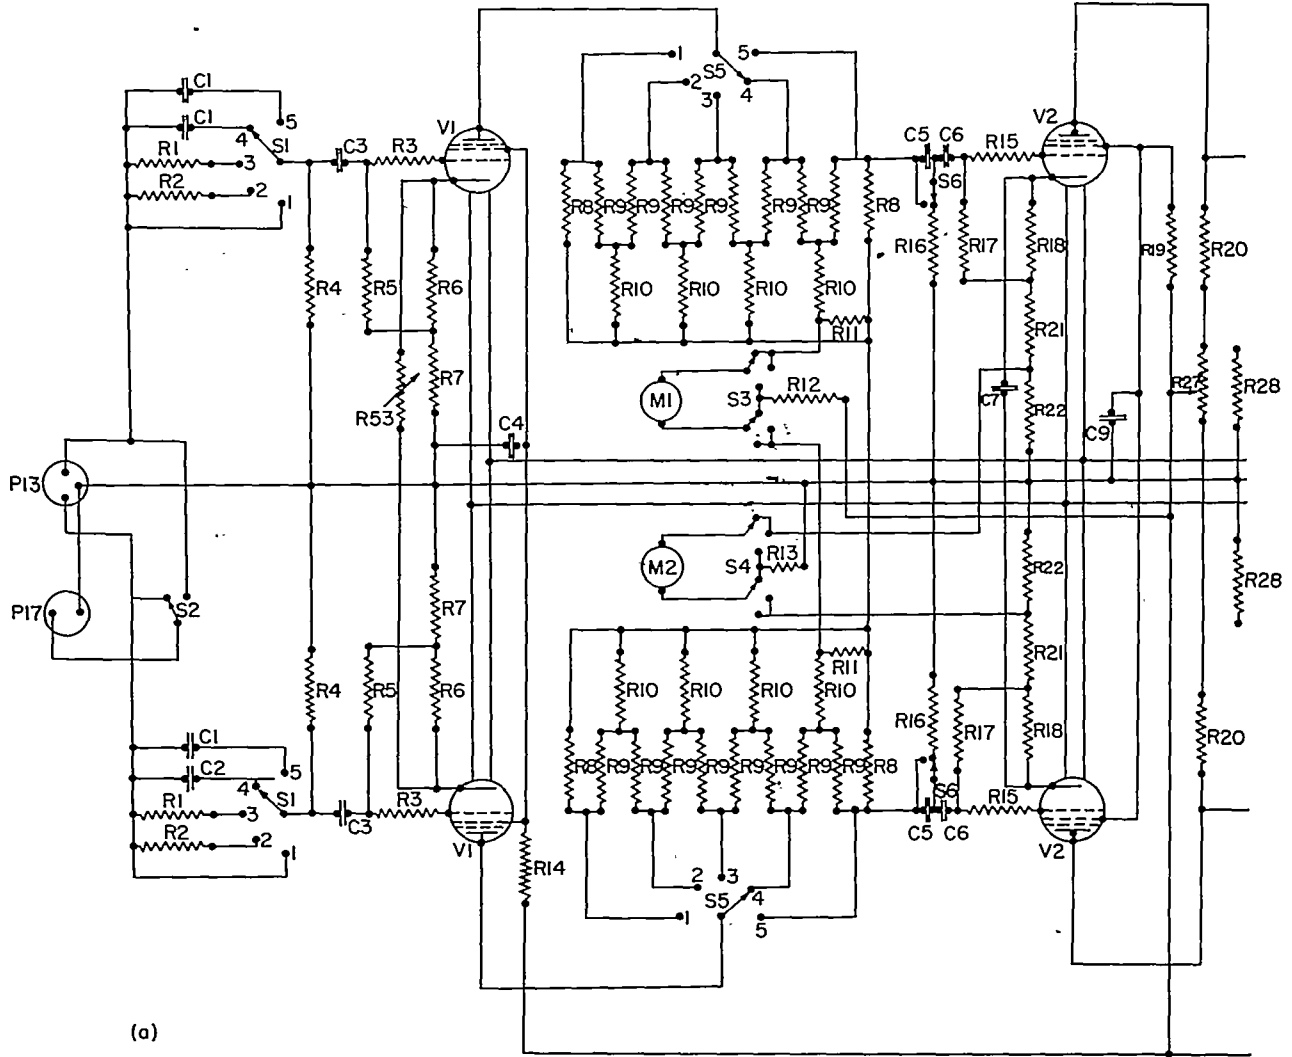 C1
5
C1
4
S1
R1
3
C3
R3
R2
2
1
V1
1
S5
5
2
3
4
C5
C6
R15
V2
S6
R8
R9
R9
R9
R9
R9
R9
R8
R16
R17
R18
R19
R20
R4
R5
R6
R10
R10
R10
R10
R11
R21
R7
R53
M1
S3
R12
C7
R22
R27
R28
C4
C9
P13
P17
S2
M2
S4
R13
R22
R28
R7
R21
R11
R4
R5
R6
R10
R10
R10
R10
R16
R17
R18
R20
C1
5
C2
4
S1
R1
3
C3
R3
R2
2
1
V1
R8
R9
R9
R9
R9
R9
R9
R8
S6
R15
C5
C6
V2
R14
2
3
S5
4
1
5
(a)